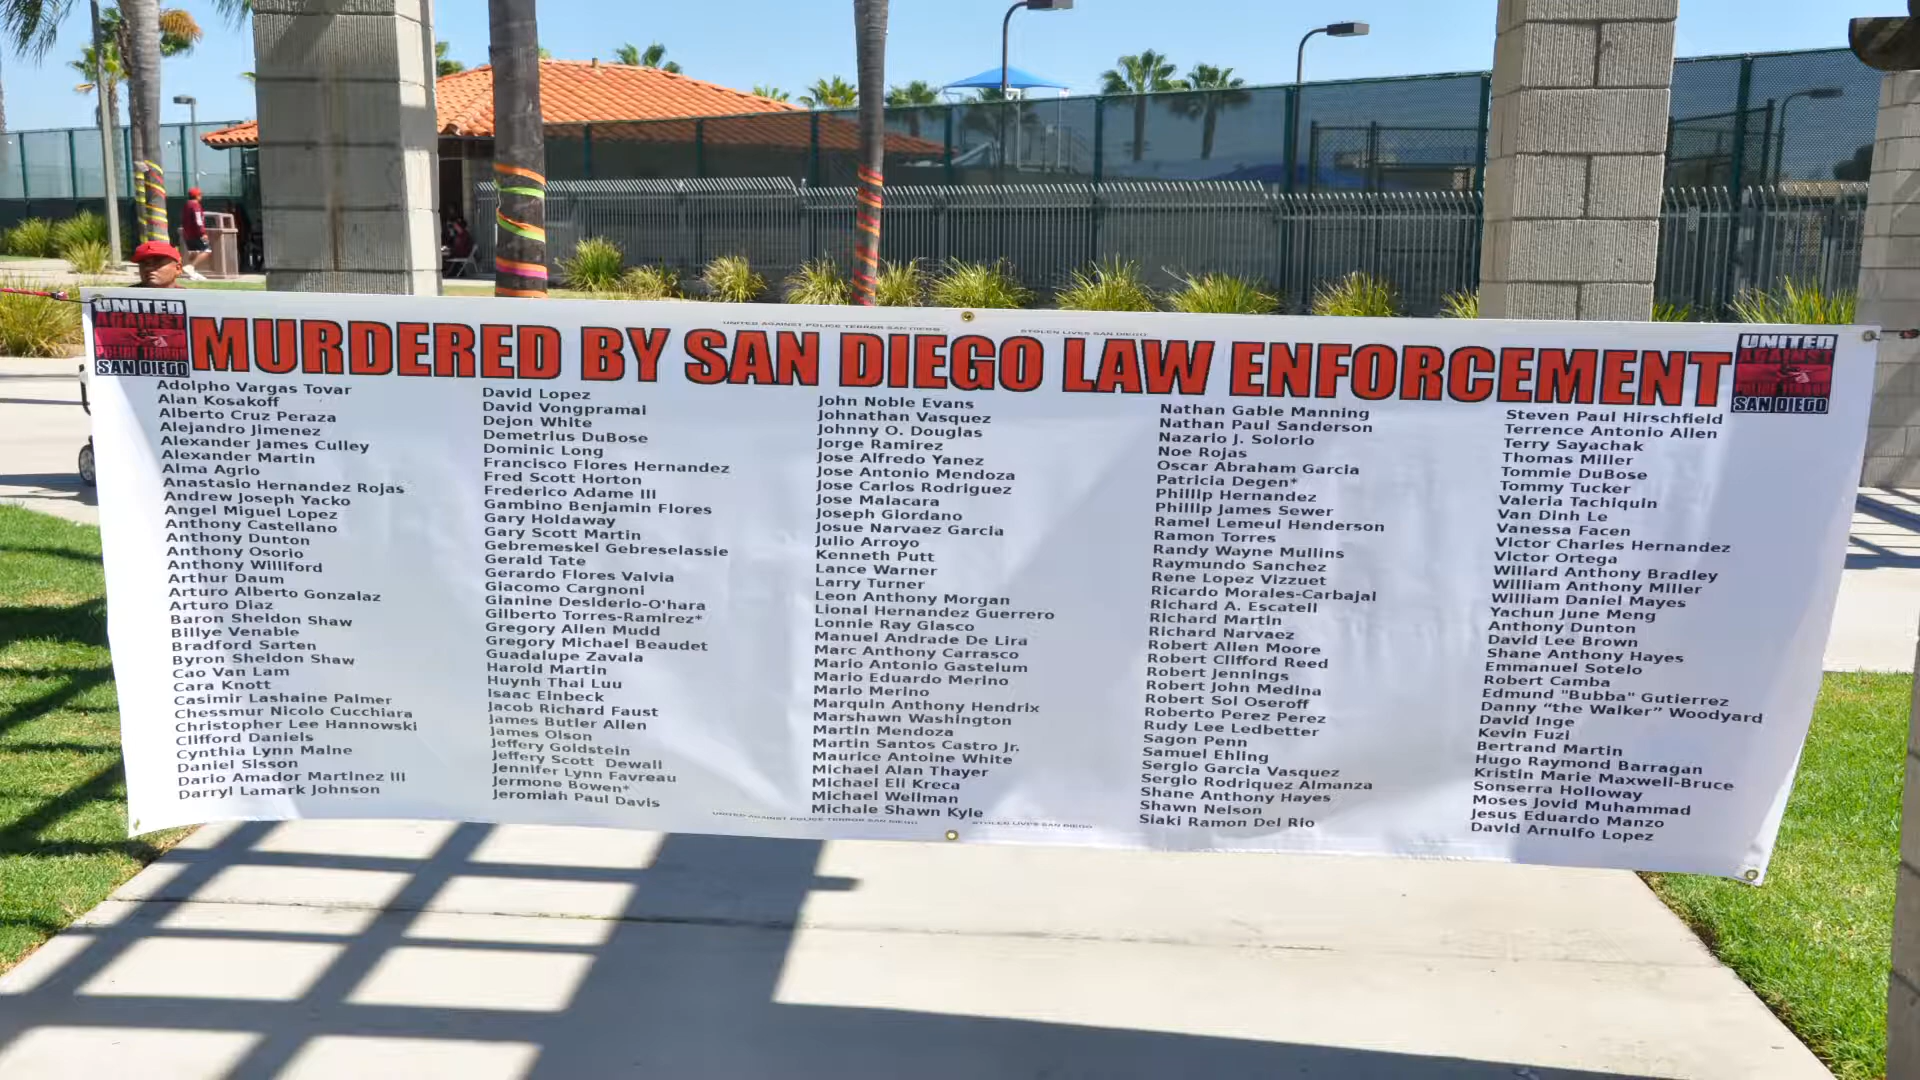 UNITED AGAINST POLICE TERROR SAN DIEGO
STOLEN LIVES SAN DIEGO
UNITED
AGAINST
POLICE TERROR
SAN DIEGO
MURDERED BY SAN DIEGO LAW ENFORCEMENT
UNITED
AGAINST
POLICE TERROR
SAN DIEGO
Adolpho Vargas Tovar
Alan Kosakoff
Alberto Cruz Peraza
Alejandro Jimenez
Alexander James Culley
Alexander Martin
Alma Agrio
Anastasio Hernandez Rojas
Andrew Joseph Yacko
Angel Miguel Lopez
Anthony Castellano
Anthony Dunton
Anthony Osorio
Anthony Williford
Arthur Daum
Arturo Alberto Gonzalaz
Arturo Diaz
Baron Sheldon Shaw
Billye Venable
Bradford Sarten
Byron Sheldon Shaw
Cao Van Lam
Cara Knott
Casimir Lashaine Palmer
Chessmur Nicolo Cucchiara
Christopher Lee Hannowski
Clifford Daniels
Cynthia Lynn Maine
Daniel Sisson
Dario Amador Martinez III
Darryl Lamark Johnson
David Lopez
David Vongpramai
Dejon White
Demetrius DuBose
Dominic Long
Francisco Flores Hernandez
Fred Scott Horton
Frederico Adame III
Gambino Benjamin Flores
Gary Holdaway
Gary Scott Martin
Gebremeskel Gebreselassie
Gerald Tate
Gerardo Flores Valvia
Giacomo Cargnoni
Gianine Desiderio-O'hara
Gilberto Torres-Ramirez*
Gregory Allen Mudd
Gregory Michael Beaudet
Guadalupe Zavala
Harold Martin
Huynh Thai Luu
Isaac Einbeck
Jacob Richard Faust
James Butler Allen
James Olson
Jeffery Goldstein
Jeffery Scott Dewall
Jennifer Lynn Favreau
Jermone Bowen*
Jeromiah Paul Davis
John Noble Evans
Johnathan Vasquez
Johnny O. Douglas
Jorge Ramirez
Jose Alfredo Yanez
Jose Antonio Mendoza
Jose Carlos Rodriguez
Jose Malacara
Joseph Giordano
Josue Narvaez Garcia
Julio Arroyo
Kenneth Putt
Lance Warner
Larry Turner
Leon Anthony Morgan
Lional Hernandez Guerrero
Lonnie Ray Glasco
Manuel Andrade De Lira
Marc Anthony Carrasco
Mario Antonio Gastelum
Mario Eduardo Merino
Mario Merino
Marquin Anthony Hendrix
Marshawn Washington
Martin Mendoza
Martin Santos Castro Jr.
Maurice Antoine White
Michael Alan Thayer
Michael Eli Kreca
Michael Wellman
Michale Shawn Kyle
Nathan Gable Manning
Nathan Paul Sanderson
Nazario J. Solorio
Noe Rojas
Oscar Abraham Garcia
Patricia Degen*
Phillip Hernandez
Phillip James Sewer
Ramel Lemeul Henderson
Ramon Torres
Randy Wayne Mullins
Raymundo Sanchez
Rene Lopez Vizzuet
Ricardo Morales-Carbajal
Richard A. Escatell
Richard Martin
Richard Narvaez
Robert Allen Moore
Robert Clifford Reed
Robert Jennings
Robert John Medina
Robert Sol Oseroff
Roberto Perez Perez
Rudy Lee Ledbetter
Sagon Penn
Samuel Ehling
Sergio Garcia Vasquez
Sergio Rodriquez Almanza
Shane Anthony Hayes
Shawn Nelson
Siaki Ramon Del Rio
Steven Paul Hirschfield
Terrence Antonio Allen
Terry Sayachak
Thomas Miller
Tommie DuBose
Tommy Tucker
Valeria Tachiquin
Van Dinh Le
Vanessa Facen
Victor Charles Hernandez
Victor Ortega
Willard Anthony Bradley
William Anthony Miller
William Daniel Mayes
Yachun June Meng
Anthony Dunton
David Lee Brown
Shane Anthony Hayes
Emmanuel Sotelo
Robert Camba
Edmund "Bubba" Gutierrez
Danny “the Walker” Woodyard
David Inge
Kevin Fuzi
Bertrand Martin
Hugo Raymond Barragan
Kristin Marie Maxwell-Bruce
Sonserra Holloway
Moses Jovid Muhammad
Jesus Eduardo Manzo
David Arnulfo Lopez
UNITED AGAINST POLICE TERROR SAN DIEGO
STOLEN LIVES SAN DIEGO